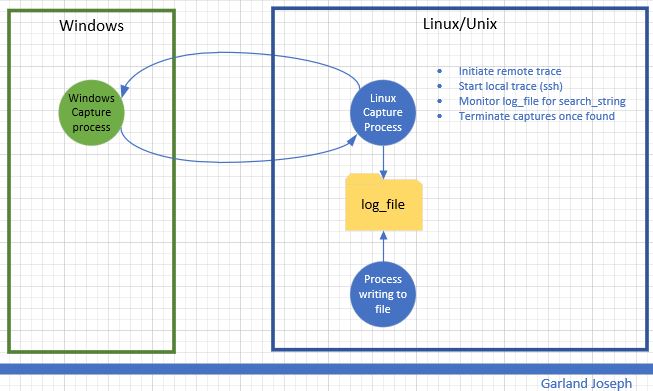 Windows
Linux/Unix
Windows
Capture
process
Linux
Capture
Process
• Initiate remote trace
• Start local trace (ssh)
• Monitor log_file for search_string
• Terminate captures once found
log_file
Process
writing to
file
Garland Joseph